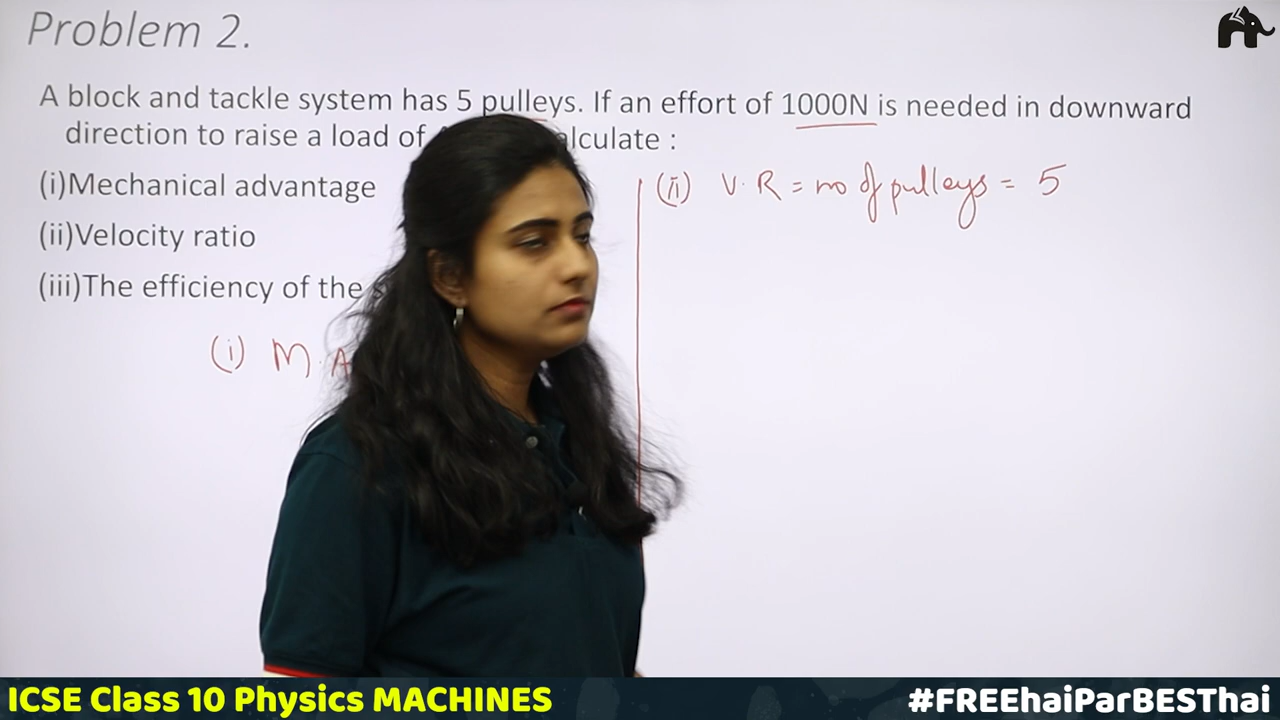 Problem 2.
A block and tackle system has 5 pulleys. If an effort of 1000N is needed in downward
direction to raise a load of alculate :
(i)Mechanical advantage
(ii)Velocity ratio
(iii)The efficiency of the
(i) M.A
(ii) V.R = no of pulleys = 5
ICSE Class 10 Physics MACHINES
#FREEhaiParBESThai